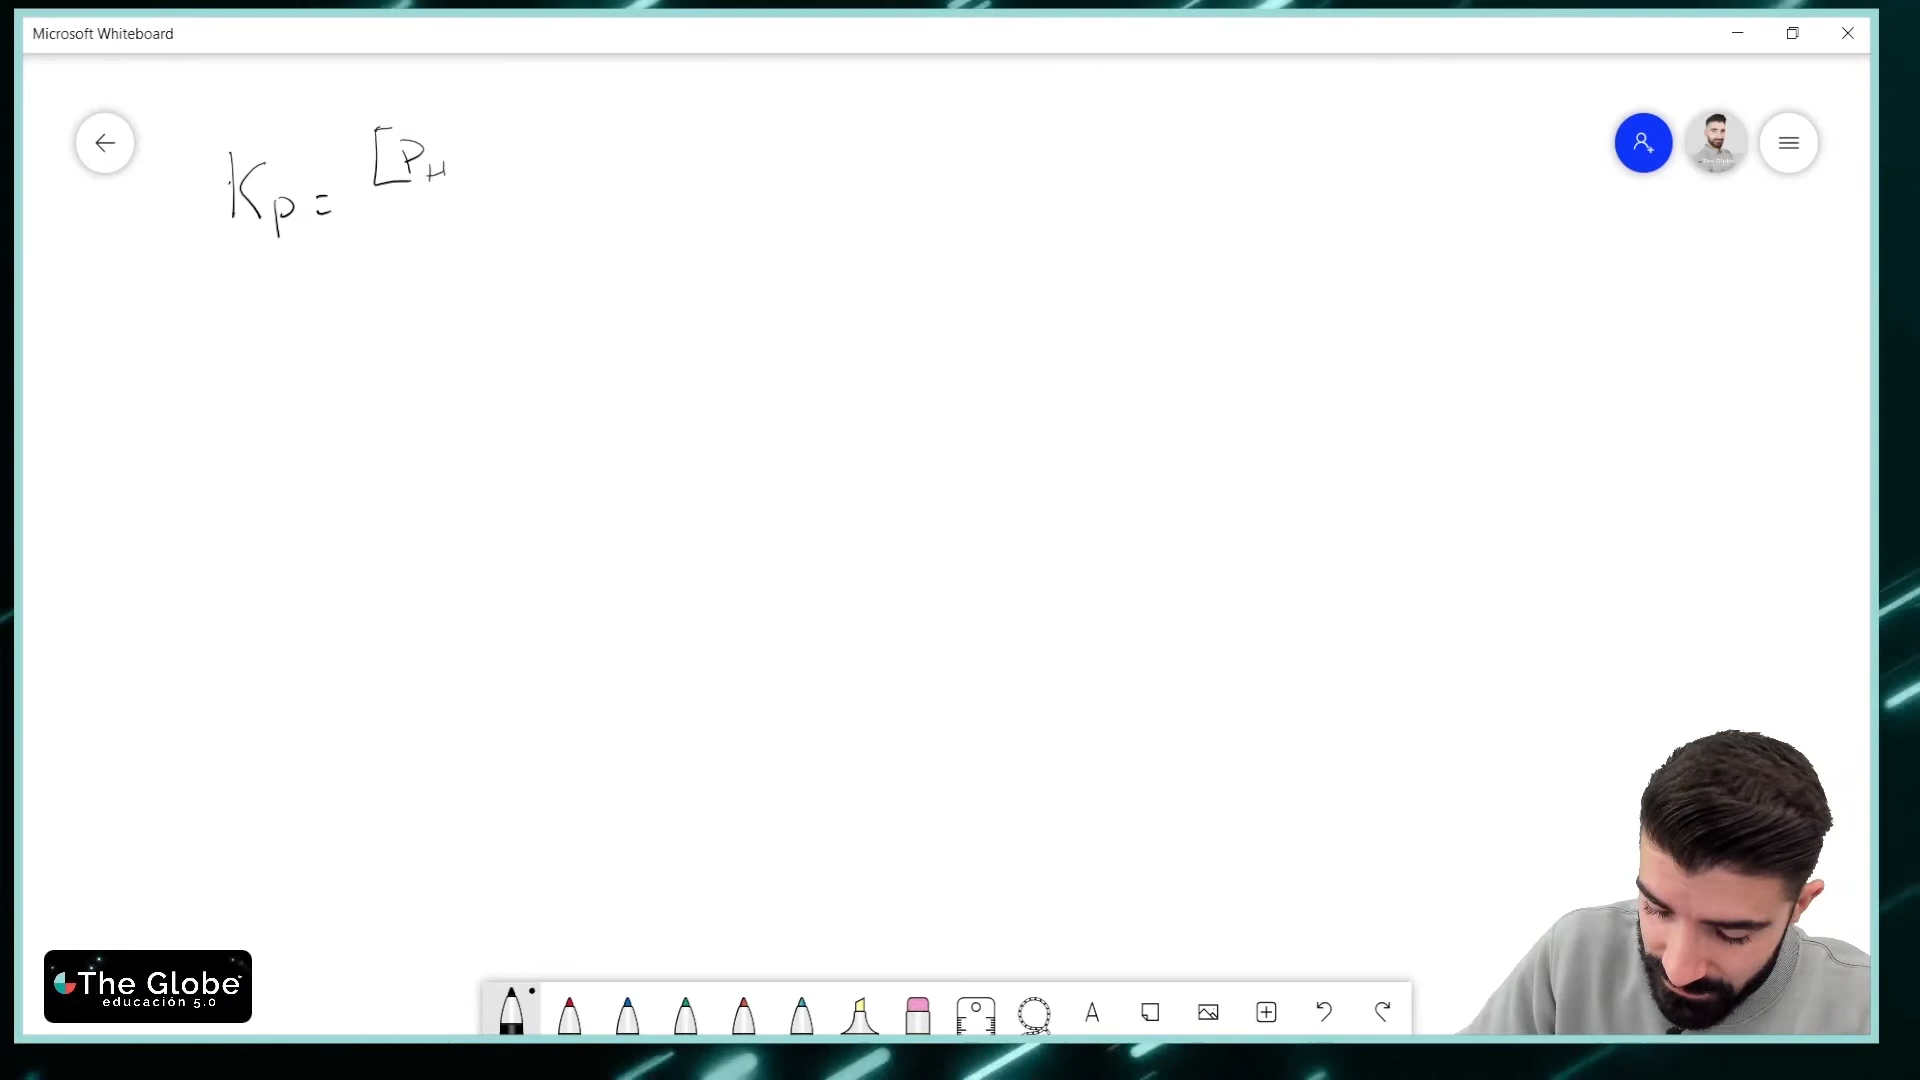 Microsoft Whiteboard
Kp = [PH
The Globe
educación 5.0
A